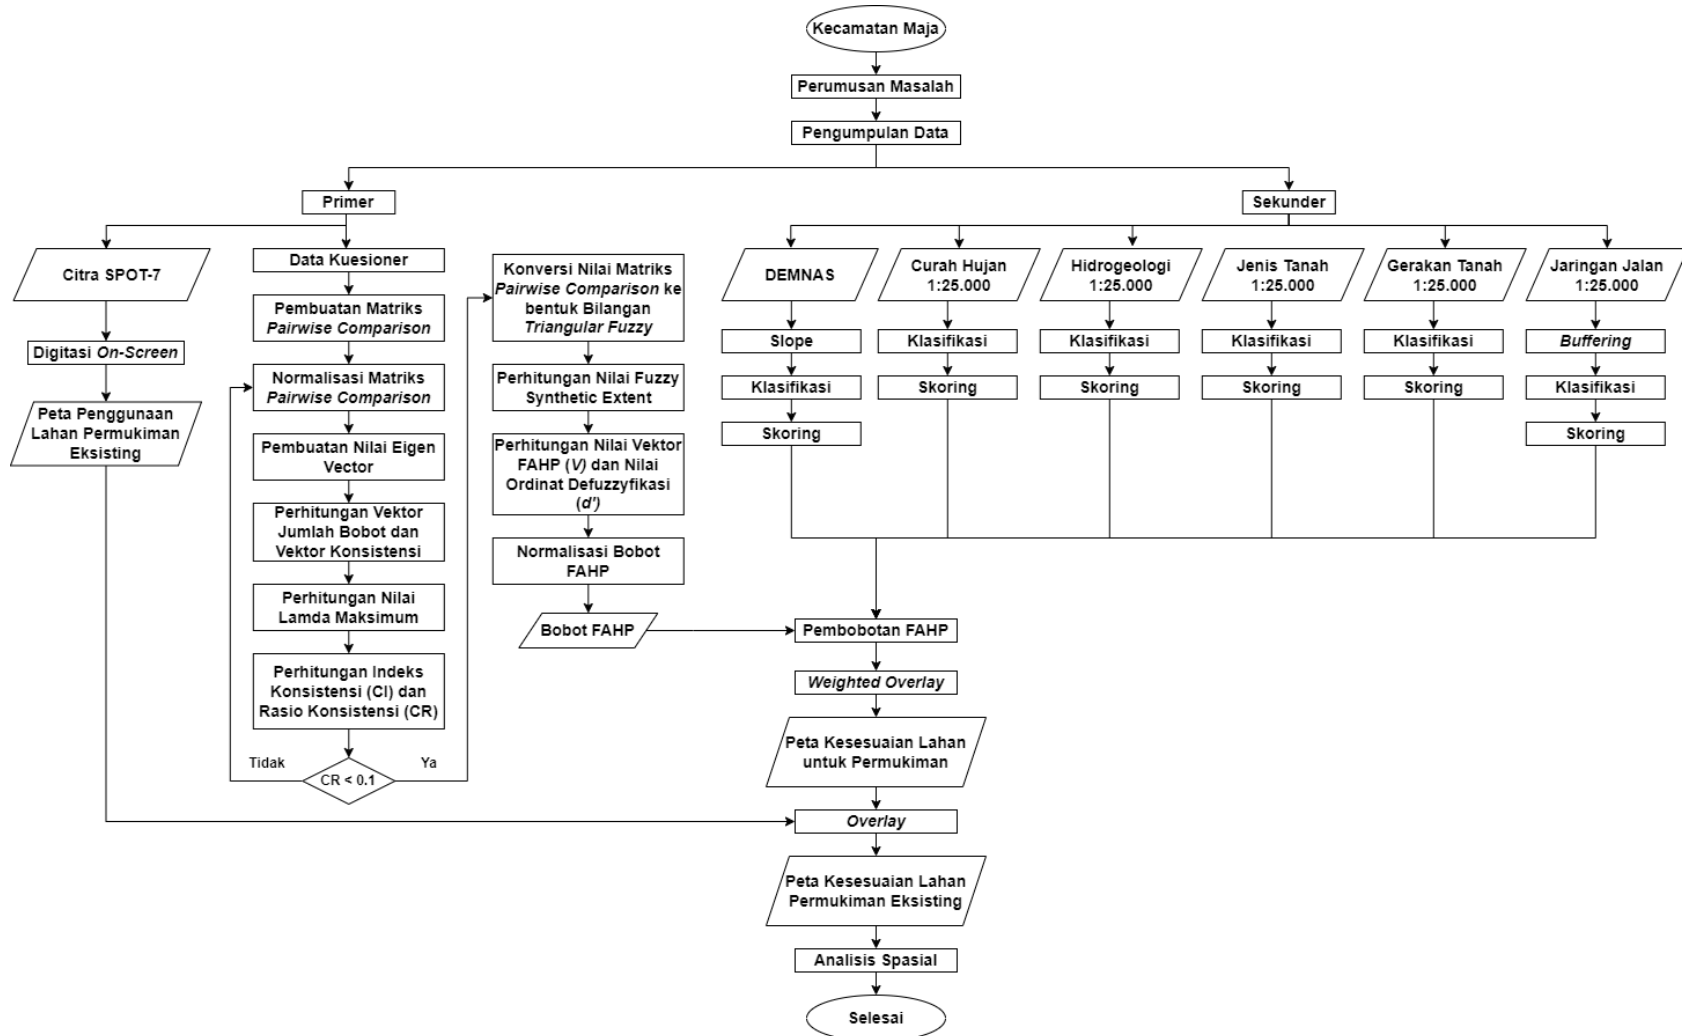 Kecamatan Maja
Perumusan Masalah
Pengumpulan Data
Primer
Sekunder
Citra SPOT-7
Digitasi On-Screen
Peta Penggunaan
Lahan Permukiman
Eksisting
Data Kuesioner
Pembuatan Matriks
Pairwise Comparison
Normalisasi Matriks
Pairwise Comparison
Pembuatan Nilai Eigen
Vector
Perhitungan Vektor
Jumlah Bobot dan
Vektor Konsistensi
Perhitungan Nilai
Lamda Maksimum
Perhitungan Indeks
Konsistensi (CI) dan
Rasio Konsistensi (CR)
Tidak
CR < 0.1
Ya
Konversi Nilai Matriks
Pairwise Comparison ke
bentuk Bilangan
Triangular Fuzzy
Perhitungan Nilai Fuzzy
Synthetic Extent
Perhitungan Nilai Vektor
FAHP (V) dan Nilai
Ordinat Defuzzyfikasi
(d')
Normalisasi Bobot
FAHP
Bobot FAHP
DEMNAS
Slope
Klasifikasi
Skoring
Curah Hujan
1:25.000
Klasifikasi
Skoring
Hidrogeologi
1:25.000
Klasifikasi
Skoring
Jenis Tanah
1:25.000
Klasifikasi
Skoring
Gerakan Tanah
1:25.000
Klasifikasi
Skoring
Jaringan Jalan
1:25.000
Buffering
Klasifikasi
Skoring
Pembobotan FAHP
Weighted Overlay
Peta Kesesuaian Lahan
untuk Permukiman
Overlay
Peta Kesesuaian Lahan
Permukiman Eksisting
Analisis Spasial
Selesai